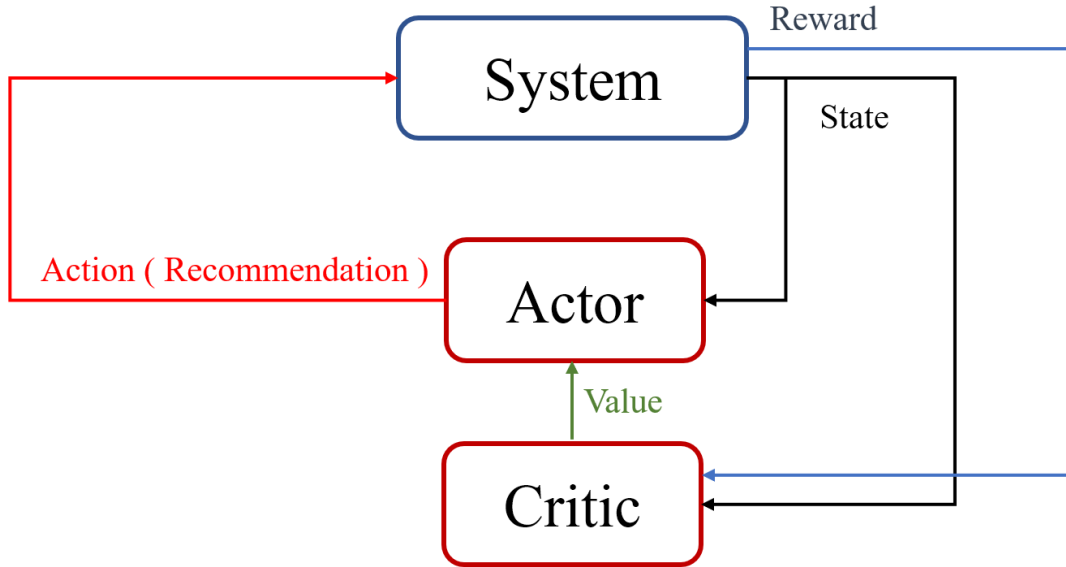 Reward
System
State
Action ( Recommendation )
Actor
Value
Critic